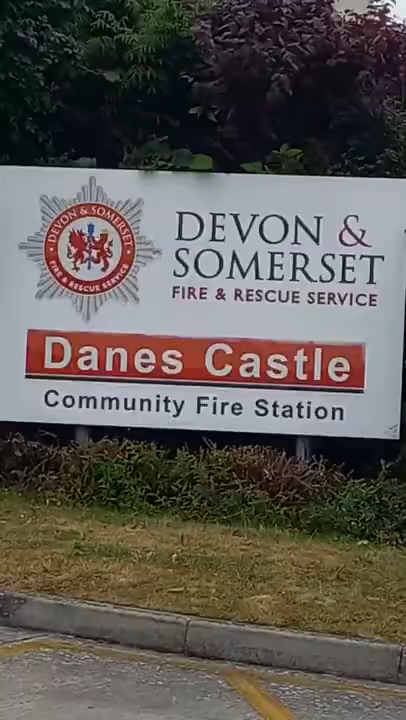 DEVON & SOMERSET
FIRE & RESCUE SERVICE
DEVON &
SOMERSET
FIRE & RESCUE SERVICE
Danes Castle
Community Fire Station